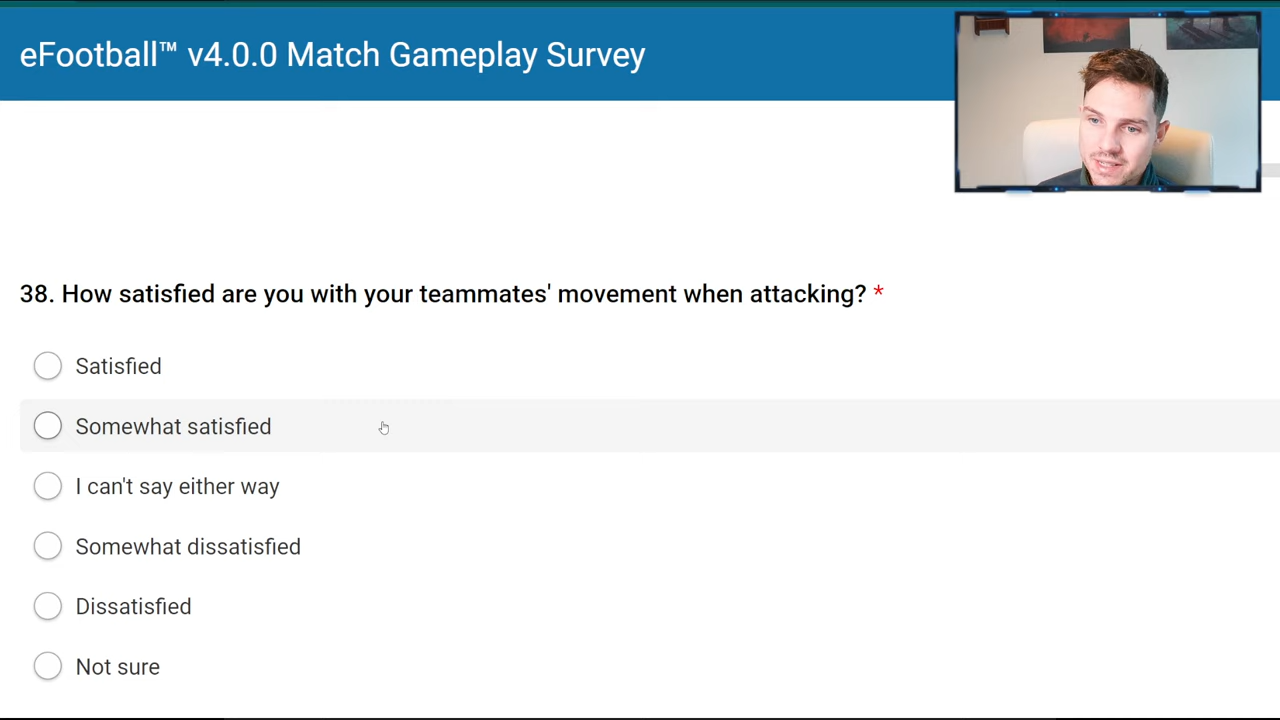 eFootball™ v4.0.0 Match Gameplay Survey
38. How satisfied are you with your teammates' movement when attacking? *
Satisfied
Somewhat satisfied
I can't say either way
Somewhat dissatisfied
Dissatisfied
Not sure